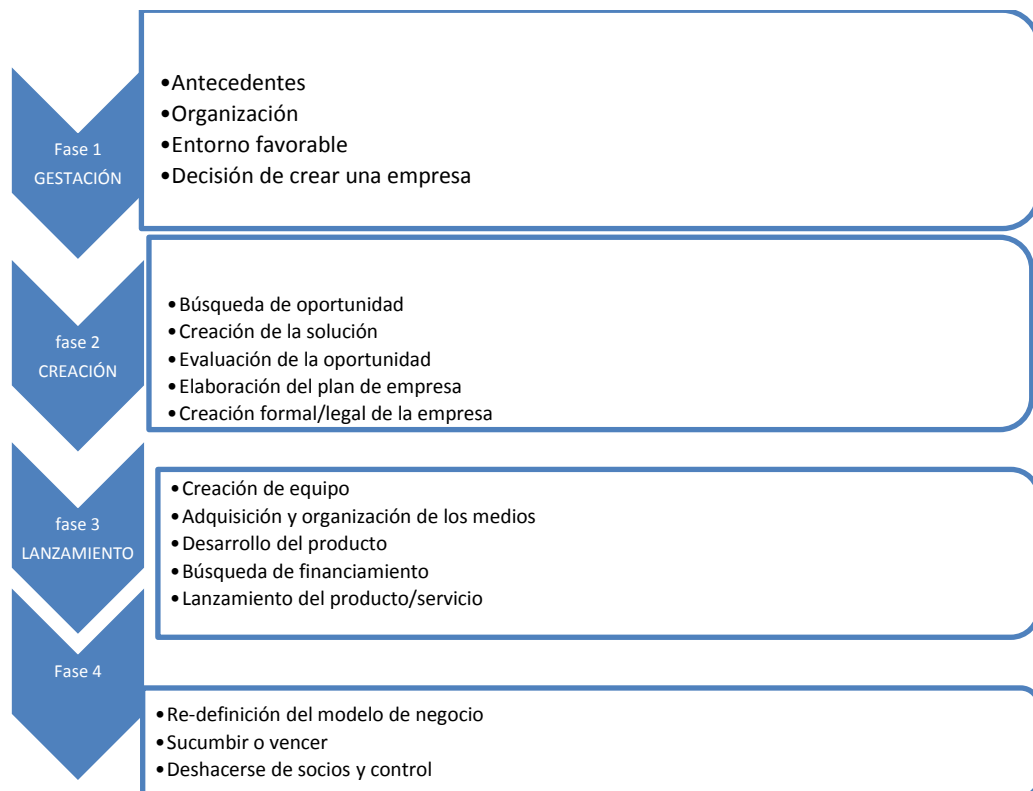 Fase 1
GESTACIÓN
•Antecedentes
•Organización
•Entorno favorable
•Decisión de crear una empresa
fase 2
CREACIÓN
•Búsqueda de oportunidad
•Creación de la solución
•Evaluación de la oportunidad
•Elaboración del plan de empresa
•Creación formal/legal de la empresa
fase 3
LANZAMIENTO
•Creación de equipo
•Adquisición y organización de los medios
•Desarrollo del producto
•Búsqueda de financiamiento
•Lanzamiento del producto/servicio
Fase 4
•Re-definición del modelo de negocio
•Sucumbir o vencer
•Deshacerse de socios y control